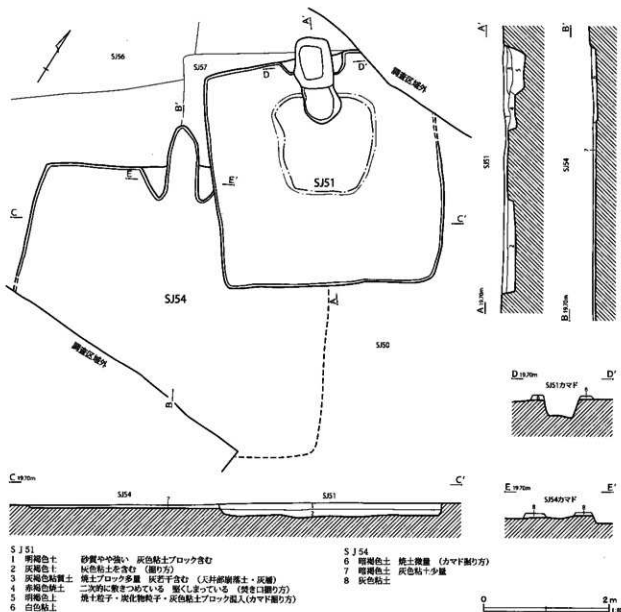 SJ56
SJ57
A'
D
D'
調査区域外
B'
SJ51
E
E'
C
C'
SJ54
A
SJ50
調査区域外
B
A'
SJ51
A 19.70m
B'
SJ54
B 19.70m
D 19.70m
D'
SJ51カマド
E 19.70m
E'
SJ54カマド
C 19.70m
C'
SJ54
SJ51
SJ51
1 明褐色土 砂質やや強い 灰色粘土ブロック含む
2 灰褐色土 灰色粘土を含む (掘り方)
3 灰褐色粘質土 焼土ブロック多量 灰若干含む (天井部崩落土・灰層)
4 赤褐色焼土 二次的に敷きつめている 堅くしまっている (焚き口掘り方)
5 明褐色土 焼土粒子・炭化物粒子・灰色粘土ブロック混入(カマド掘り方)
6 白色粘土
SJ54
6 暗褐色土 焼土微量 (カマド掘り方)
7 暗褐色土 灰色粘土少量
8 灰色粘土
0 2m